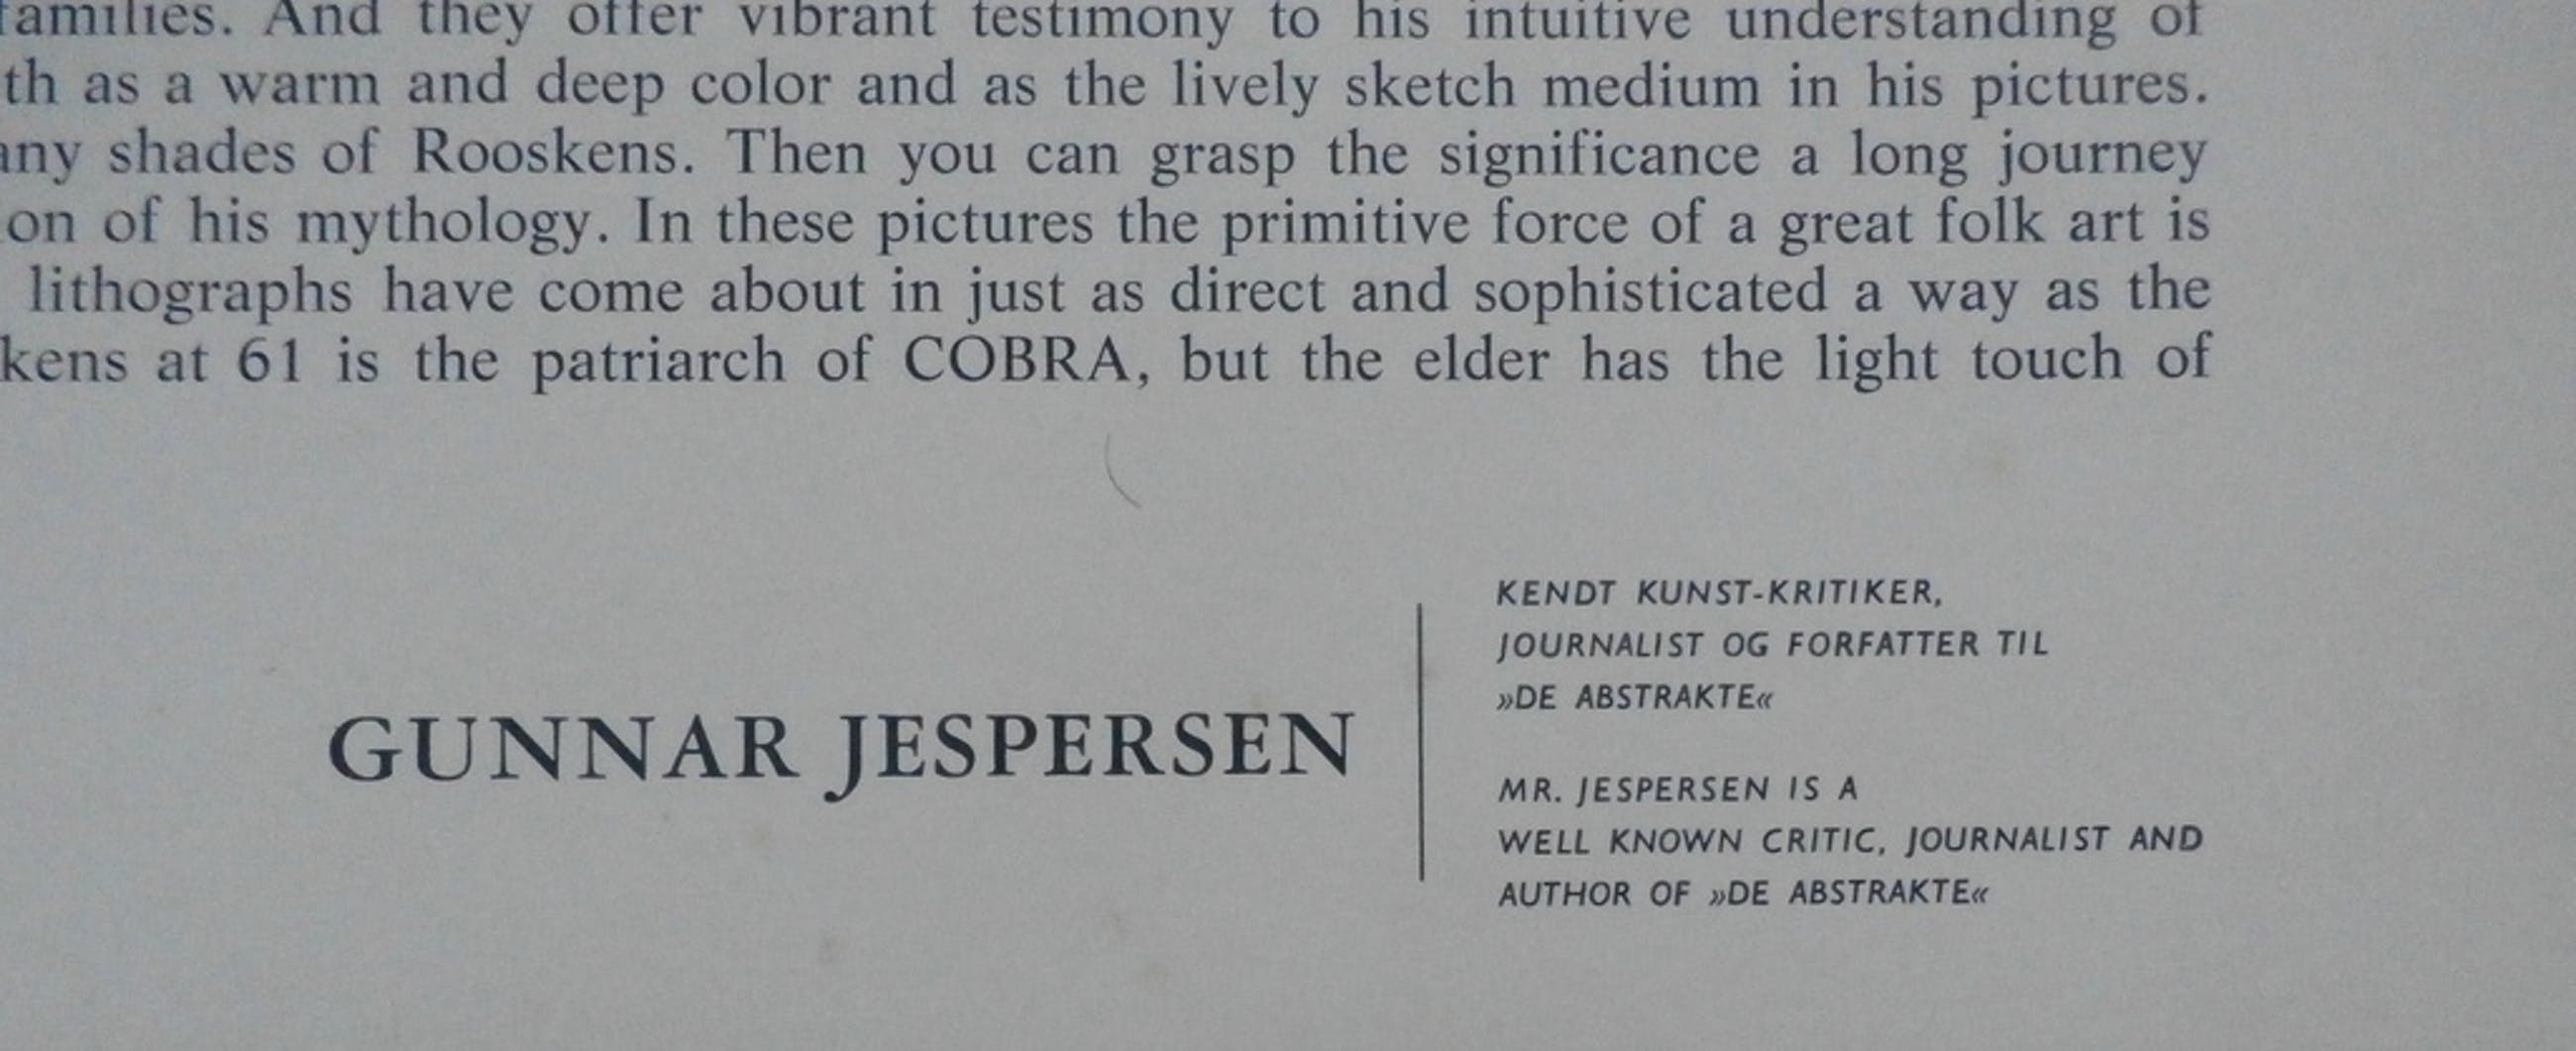 families. And they offer vibrant testimony to his intuitive understanding of
th as a warm and deep color and as the lively sketch medium in his pictures.
any shades of Rooskens. Then you can grasp the significance a long journey
on of his mythology. In these pictures the primitive force of a great folk art is
lithographs have come about in just as direct and sophisticated a way as the
kens at 61 is the patriarch of COBRA, but the elder has the light touch of
GUNNAR JESPERSEN
KENDT KUNST-KRITIKER,
JOURNALIST OG FORFATTER TIL
»DE ABSTRAKTE«
MR. JESPERSEN IS A
WELL KNOWN CRITIC, JOURNALIST AND
AUTHOR OF »DE ABSTRAKTE«